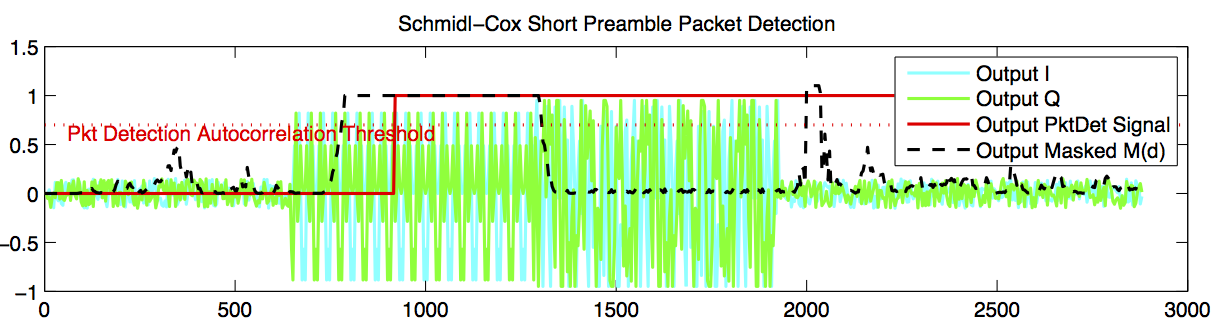 Schmidl-Cox Short Preamble Packet Detection
1.5
1
0.5
0
-0.5
-1
Pkt Detection Autocorrelation Threshold
Output I
Output Q
Output PktDet Signal
Output Masked M(d)
0 500 1000 1500 2000 2500 3000